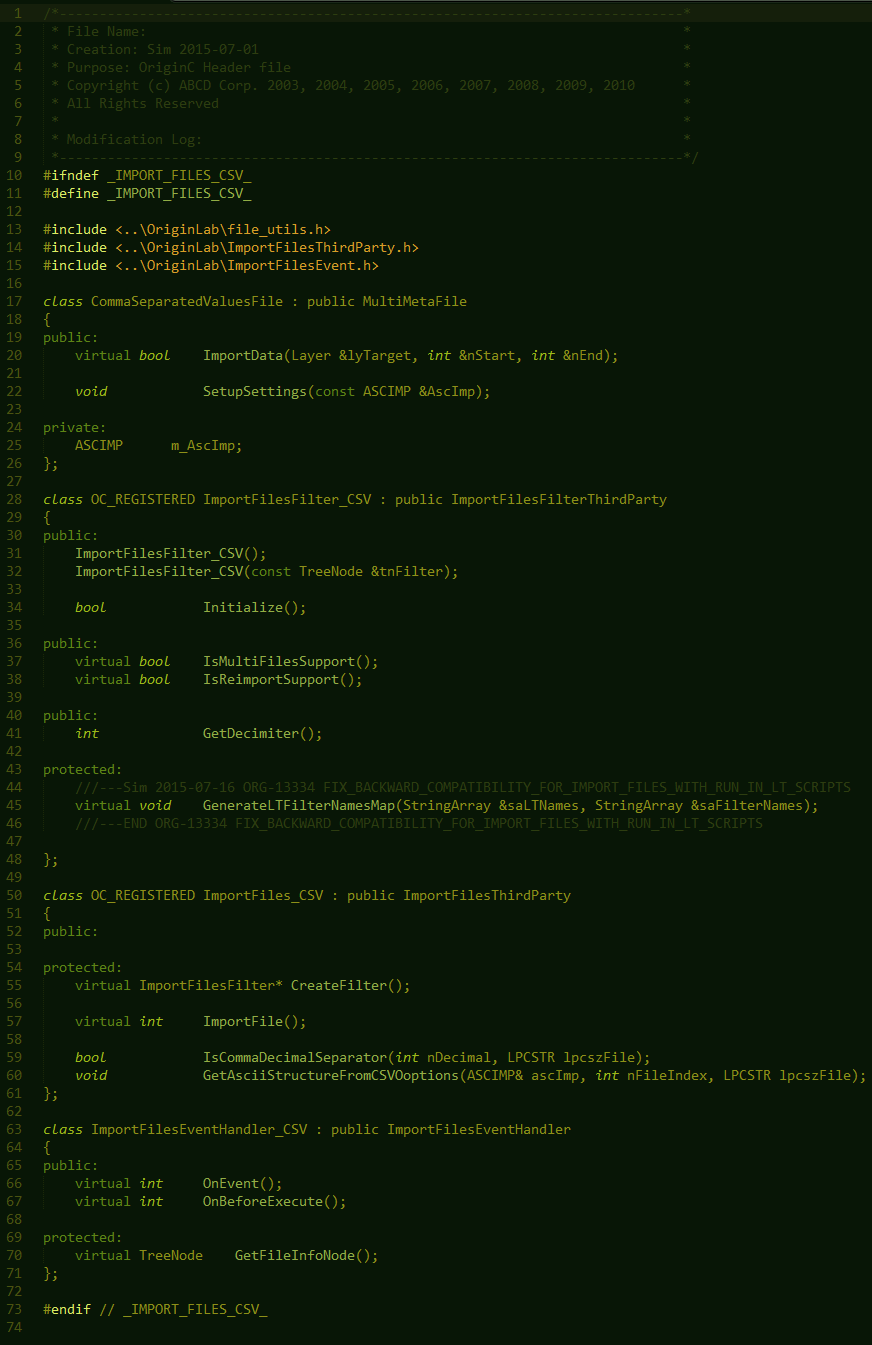 1 /*------------------------------------------------------------------------------*
2 * File Name: *
3 * Creation: Sim 2015-07-01 *
4 * Purpose: OriginC Header file *
5 * Copyright (c) ABCD Corp. 2003, 2004, 2005, 2006, 2007, 2008, 2009, 2010 *
6 * All Rights Reserved *
7 * *
8 * Modification Log: *
9 *------------------------------------------------------------------------------*/
10 #ifndef _IMPORT_FILES_CSV_
11 #define _IMPORT_FILES_CSV_
12
13 #include <..\OriginLab\file_utils.h>
14 #include <..\OriginLab\ImportFilesThirdParty.h>
15 #include <..\OriginLab\ImportFilesEvent.h>
16
17 class CommaSeparatedValuesFile : public MultiMetaFile
18 {
19 public:
20 virtual bool ImportData(Layer &lyTarget, int &nStart, int &nEnd);
21
22 void SetupSettings(const ASCIMP &AscImp);
23
24 private:
25 ASCIMP m_AscImp;
26 };
27
28 class OC_REGISTERED ImportFilesFilter_CSV : public ImportFilesFilterThirdParty
29 {
30 public:
31 ImportFilesFilter_CSV();
32 ImportFilesFilter_CSV(const TreeNode &tnFilter);
33
34 bool Initialize();
35
36 public:
37 virtual bool IsMultiFilesSupport();
38 virtual bool IsReimportSupport();
39
40 public:
41 int GetDecimiter();
42
43 protected:
44 ///---Sim 2015-07-16 ORG-13334 FIX_BACKWARD_COMPATIBILITY_FOR_IMPORT_FILES_WITH_RUN_IN_LT_SCRIPTS
45 virtual void GenerateLTFilterNamesMap(StringArray &saLTNames, StringArray &saFilterNames);
46 ///---END ORG-13334 FIX_BACKWARD_COMPATIBILITY_FOR_IMPORT_FILES_WITH_RUN_IN_LT_SCRIPTS
47
48 };
49
50 class OC_REGISTERED ImportFiles_CSV : public ImportFilesThirdParty
51 {
52 public:
53
54 protected:
55 virtual ImportFilesFilter* CreateFilter();
56
57 virtual int ImportFile();
58
59 bool IsCommaDecimalSeparator(int nDecimal, LPCSTR lpcszFile);
60 void GetAsciiStructureFromCSVOoptions(ASCIMP& ascImp, int nFileIndex, LPCSTR lpcszFile);
61 };
62
63 class ImportFilesEventHandler_CSV : public ImportFilesEventHandler
64 {
65 public:
66 virtual int OnEvent();
67 virtual int OnBeforeExecute();
68
69 protected:
70 virtual TreeNode GetFileInfoNode();
71 };
72
73 #endif // _IMPORT_FILES_CSV_
74